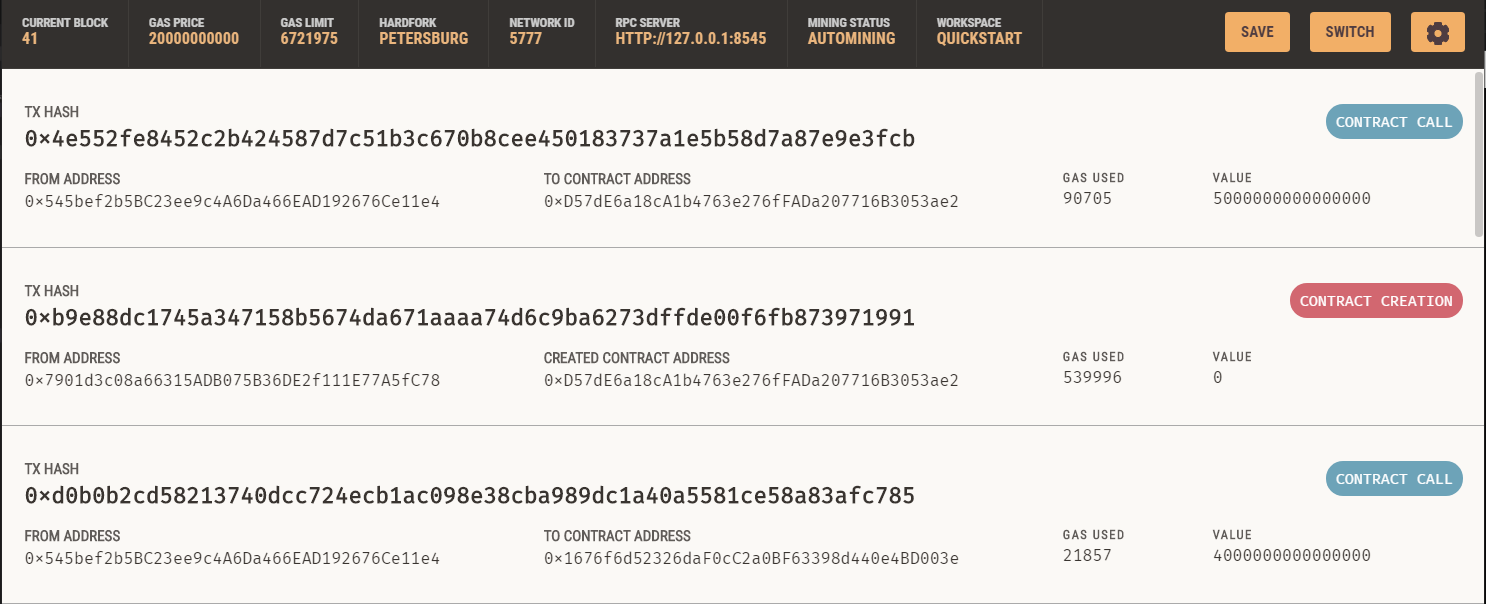 CURRENT BLOCK GAS PRICE GAS LIMIT HARDFORK NETWORK ID RPC SERVER MINING STATUS WORKSPACE
41 20000000000 6721975 PETERSBURG 5777 HTTP://127.0.0.1:8545 AUTOMINING QUICKSTART SAVE SWITCH
TX HASH
0×4e552fe8452c2b424587d7c51b3c670b8cee450183737a1e5b58d7a87e9e3fcb CONTRACT CALL
FROM ADDRESS TO CONTRACT ADDRESS GAS USED VALUE
0×545bef2b5BC23ee9c4A6Da466EAD192676Ce11e4 0×D57dE6a18cA1b4763e276fFADa207716B3053ae2 90705 5000000000000000
TX HASH
0×b9e88dc1745a347158b5674da671aaaa74d6c9ba6273dffde00f6fb873971991 CONTRACT CREATION
FROM ADDRESS CREATED CONTRACT ADDRESS GAS USED VALUE
0×7901d3c08a66315ADB075B36DE2f111E77A5fC78 0×D57dE6a18cA1b4763e276fFADa207716B3053ae2 539996 0
TX HASH
0×d0b0b2cd58213740dcc724ecb1ac098e38cba989dc1a40a5581ce58a83afc785 CONTRACT CALL
FROM ADDRESS TO CONTRACT ADDRESS GAS USED VALUE
0×545bef2b5BC23ee9c4A6Da466EAD192676Ce11e4 0×1676f6d52326daF0cC2a0BF63398d440e4BD003e 21857 4000000000000000